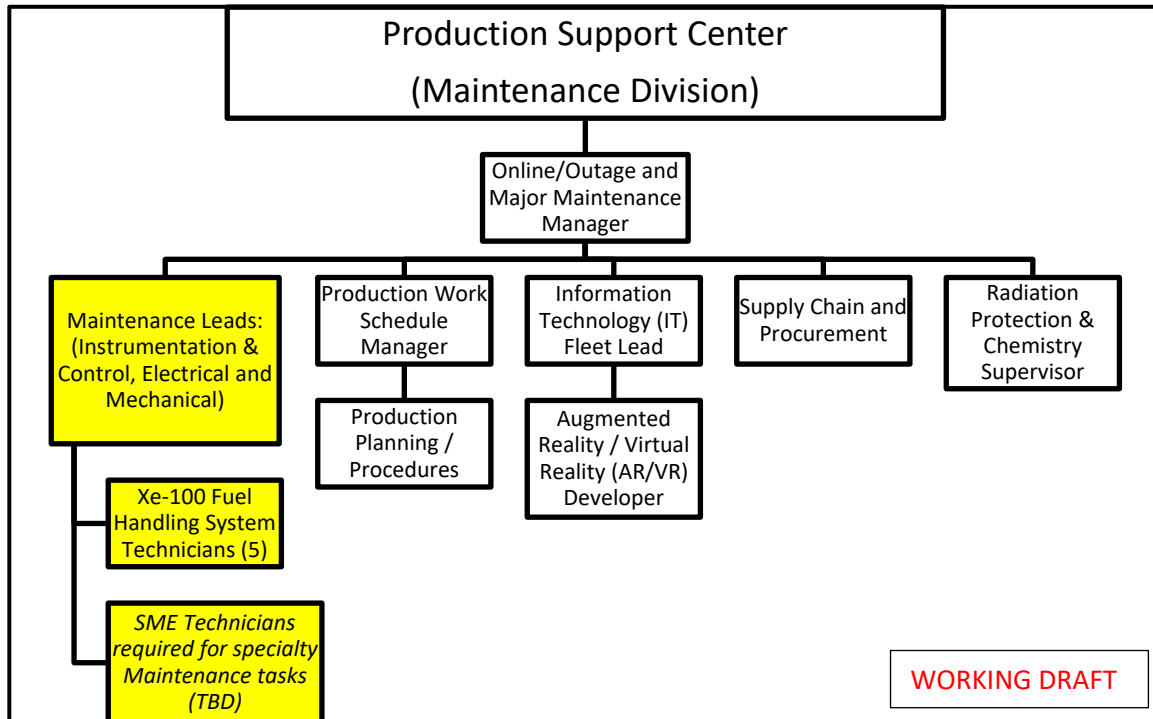 Production Support Center
(Maintenance Division)
Online/Outage and
Major Maintenance
Manager
Maintenance Leads:
(Instrumentation &
Control, Electrical and
Mechanical)
Production Work
Schedule
Manager
Information
Technology (IT)
Fleet Lead
Supply Chain and
Procurement
Radiation
Protection &
Chemistry
Supervisor
Production
Planning /
Procedures
Augmented
Reality / Virtual
Reality (AR/VR)
Developer
Xe-100 Fuel
Handling System
Technicians (5)
SME Technicians
required for specialty
Maintenance tasks
(TBD)
WORKING DRAFT